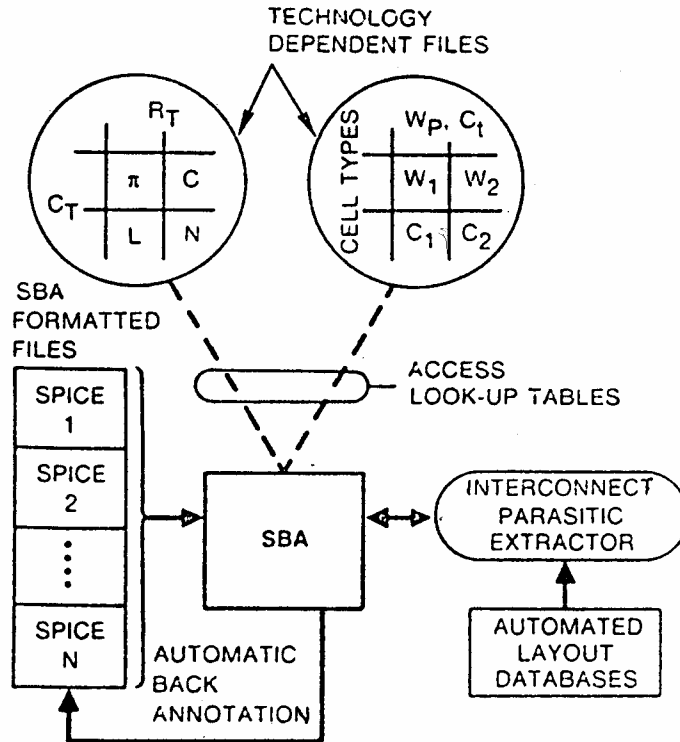 TECHNOLOGY
DEPENDENT FILES
R_T
π C
C_T
L N
CELL TYPES
W_P, C_t
W_1 W_2
C_1 C_2
SBA
FORMATTED
FILES
ACCESS
LOOK-UP TABLES
SPICE
1
SPICE
2
SPICE
N
SBA
INTERCONNECT
PARASITIC
EXTRACTOR
AUTOMATED
LAYOUT
DATABASES
AUTOMATIC
BACK
ANNOTATION